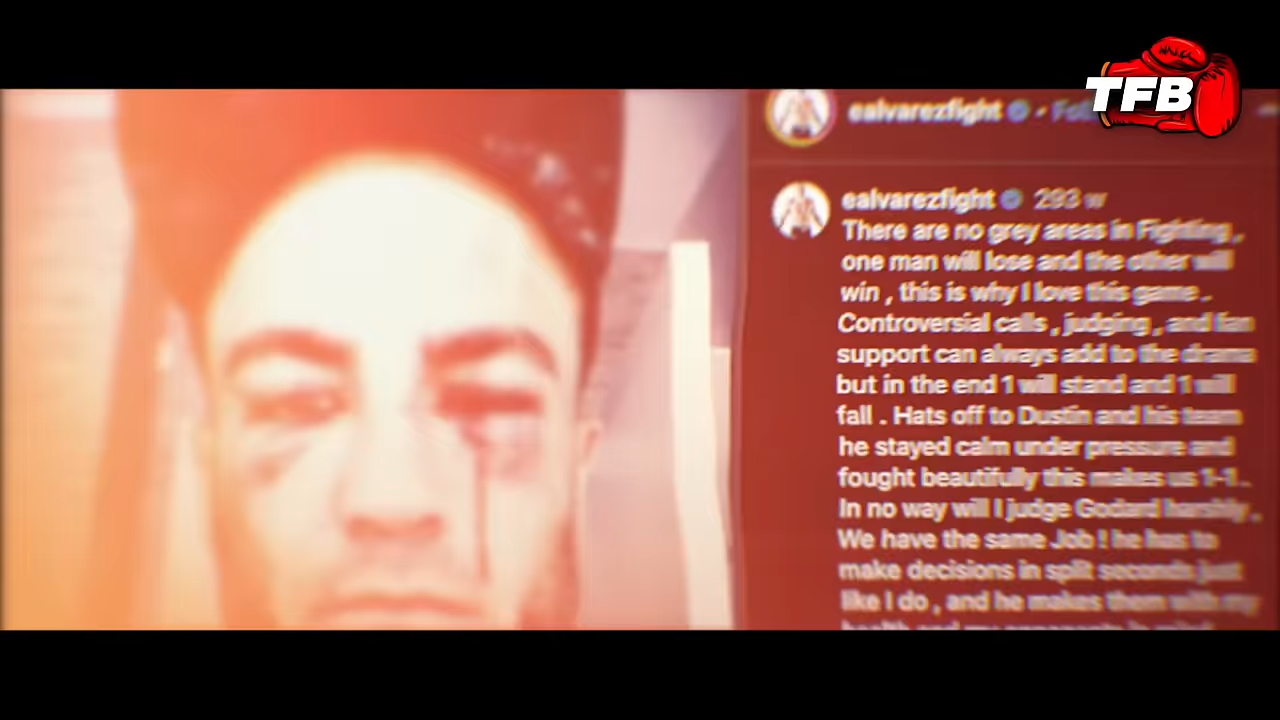 TFB
ealvarezfight
ealvarezfight 293 w
There are no grey areas in Fighting ,
one man will lose and the other will
win , this is why I love this game .
Controversial calls , judging , and fan
support can always add to the drama
but in the end 1 will stand and 1 will
fall . Hats off to Dustin and his team
he stayed calm under pressure and
fought beautifully this makes us 1-1 .
In no way will I judge Godard harshly ,
We have the same Job ! he has to
make decisions in split seconds just
like I do , and he makes them with my